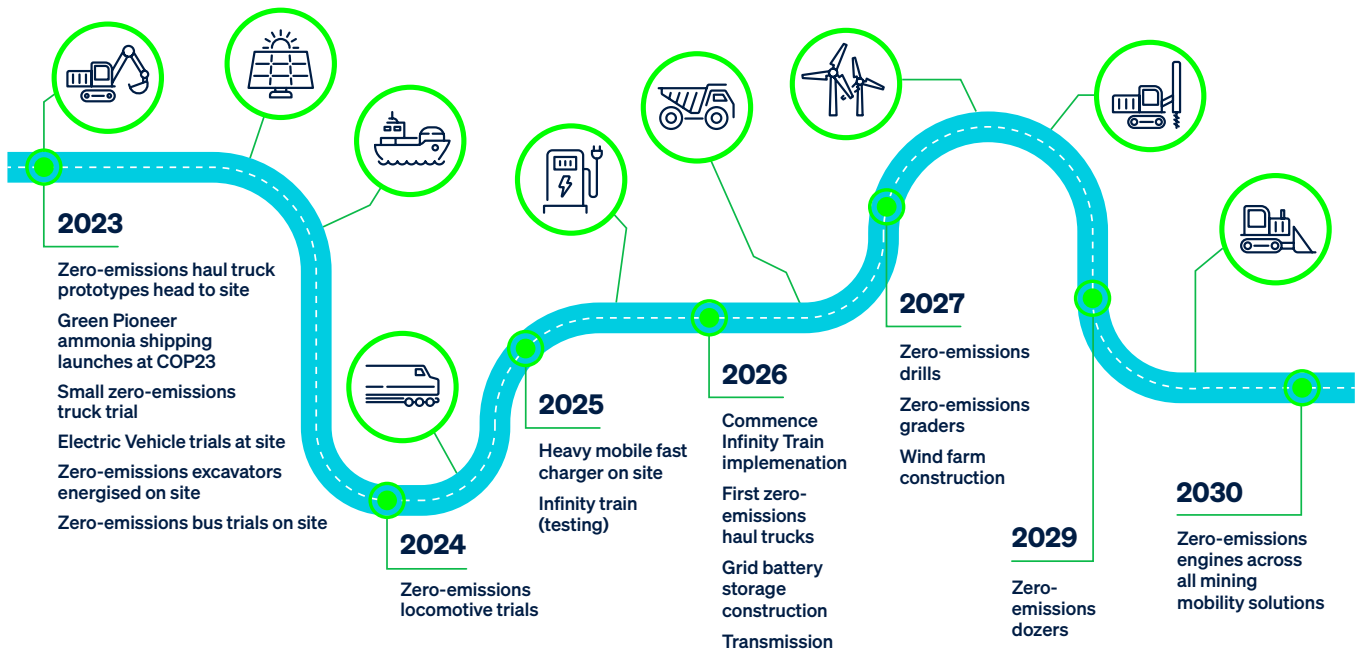 2023
Zero-emissions haul truck
prototypes head to site
Green Pioneer
ammonia shipping
launches at COP23
Small zero-emissions
truck trial
Electric Vehicle trials at site
Zero-emissions excavators
energised on site
Zero-emissions bus trials on site
2024
Zero-emissions
locomotive trials
2025
Heavy mobile fast
charger on site
Infinity train
(testing)
2026
Commence
Infinity Train
implemenation
First zero-
emissions
haul trucks
Grid battery
storage
construction
Transmission
2027
Zero-emissions
drills
Zero-emissions
graders
Wind farm
construction
2029
Zero-
emissions
dozers
2030
Zero-emissions
engines across
all mining
mobility solutions